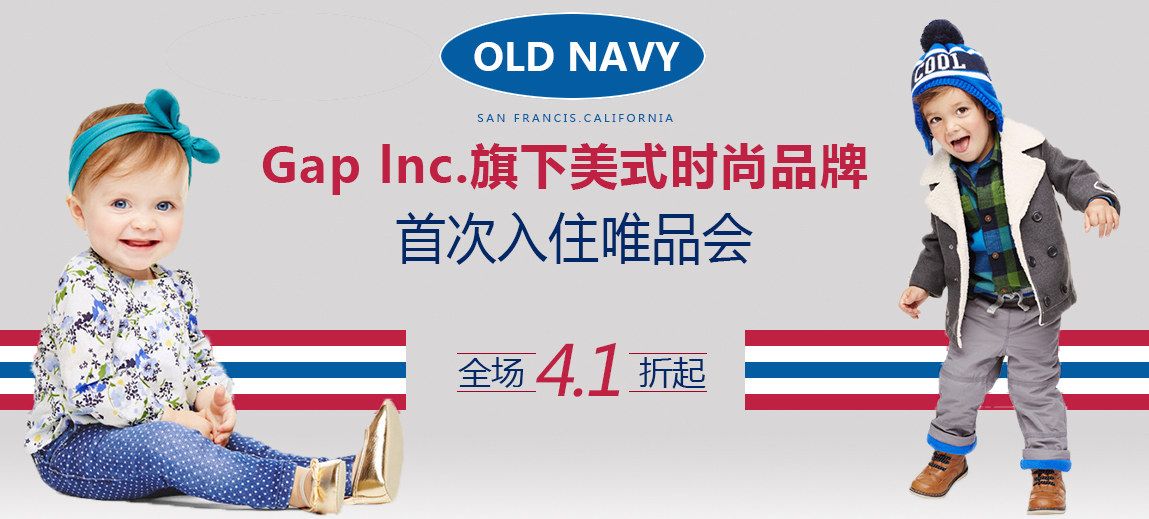 OLD NAVY
SAN FRANCIS.CALIFORNIA
COOL
Gap lnc.旗下美式时尚品牌
首次入住唯品会
全场4.1折起